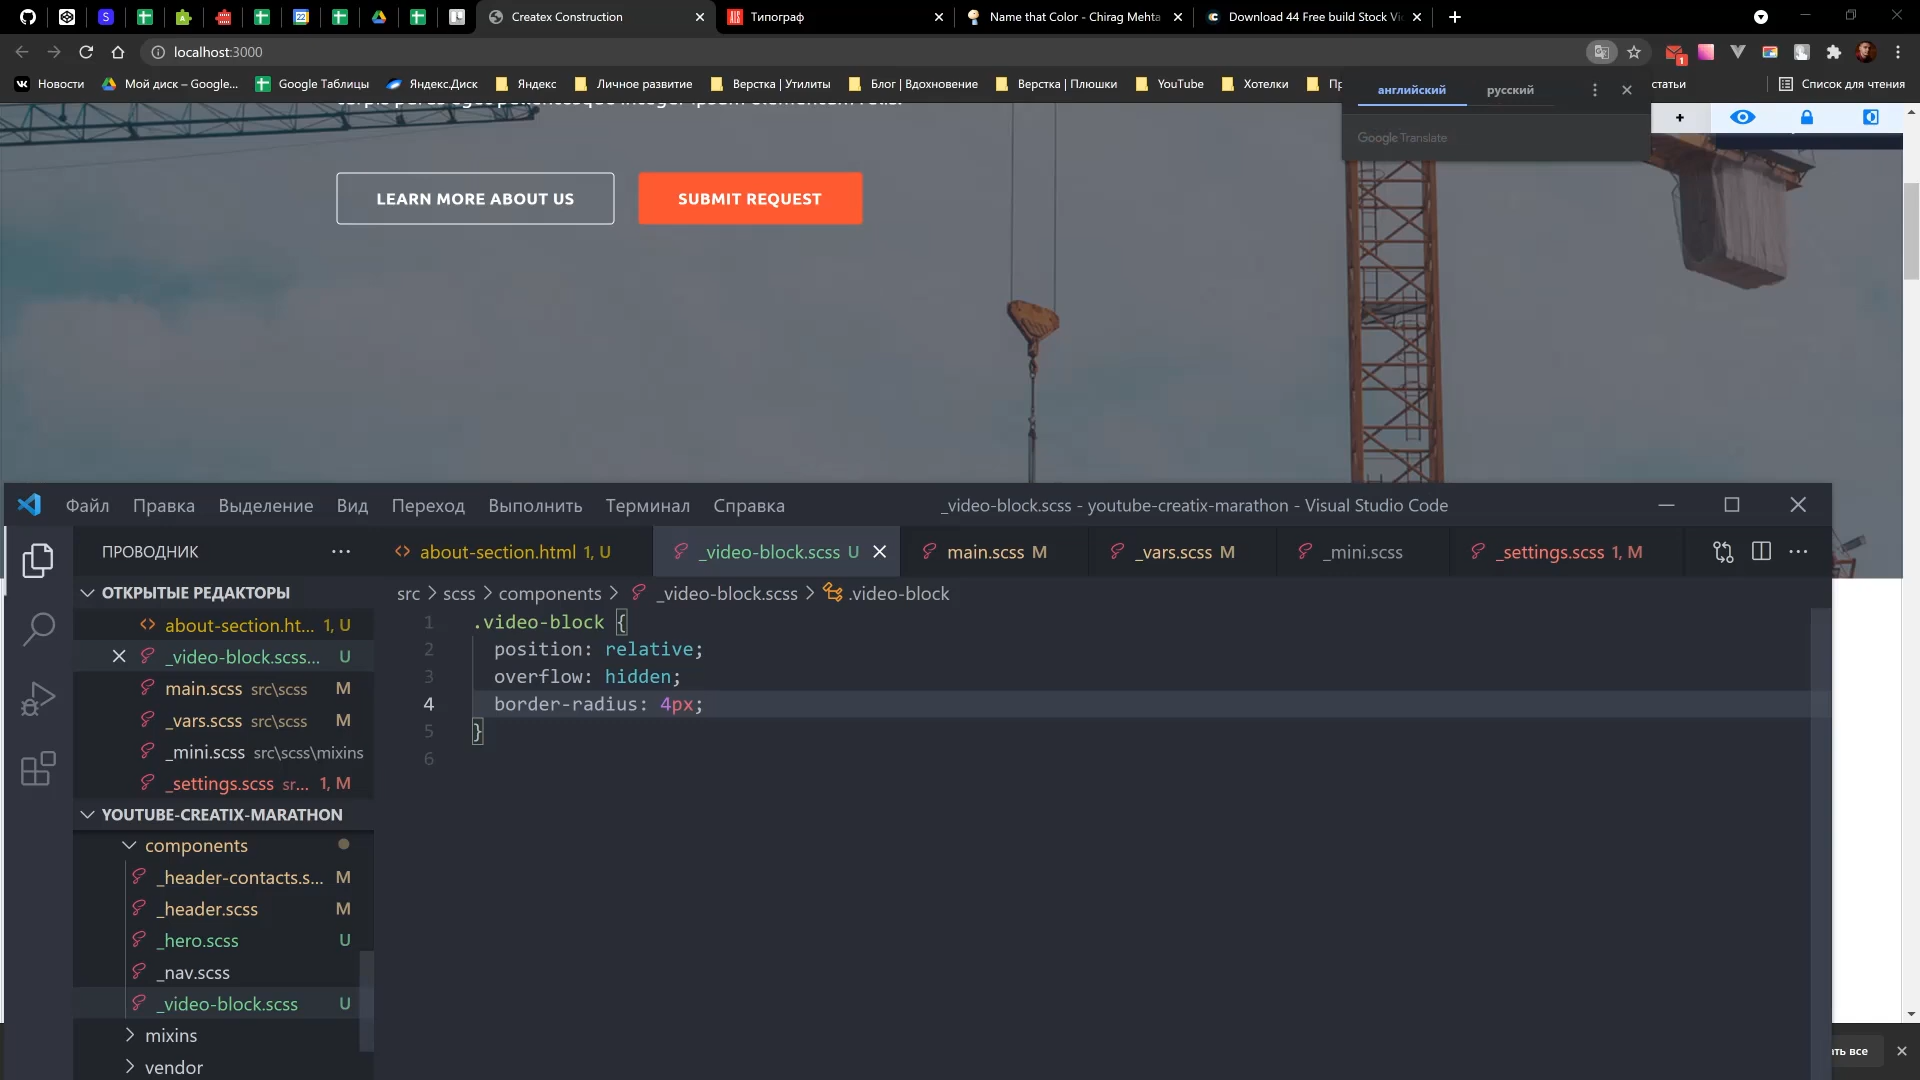 Createx Construction
Типограф
Name that Color - Chirag Mehta
Download 44 Free build Stock Vi
localhost:3000
Новости
Мой диск – Google...
Google Таблицы
Яндекс.Диск
Яндекс
Личное развитие
Верстка | Утилиты
Блог | Вдохновение
Верстка | Плюшки
YouTube
Хотелки
статьи
Список для чтения
английский
русский
Google Translate
LEARN MORE ABOUT US
SUBMIT REQUEST
Файл
Правка
Выделение
Вид
Переход
Выполнить
Терминал
Справка
_video-block.scss - youtube-creatix-marathon - Visual Studio Code
ПРОВОДНИК
about-section.html 1, U
_video-block.scss U
main.scss M
_vars.scss M
_mini.scss
_settings.scss 1, M
ОТКРЫТЫЕ РЕДАКТОРЫ
about-section.ht... 1, U
_video-block.scss... U
main.scss src\scss M
_vars.scss src\scss M
_mini.scss src\scss\mixins
_settings.scss sr... 1, M
YOUTUBE-CREATIX-MARATHON
components
_header-contacts.s... M
_header.scss M
_hero.scss U
_nav.scss
_video-block.scss U
mixins
vendor
src > scss > components > _video-block.scss > .video-block
1 .video-block {
2 position: relative;
3 overflow: hidden;
4 border-radius: 4px;
5 }
6
все